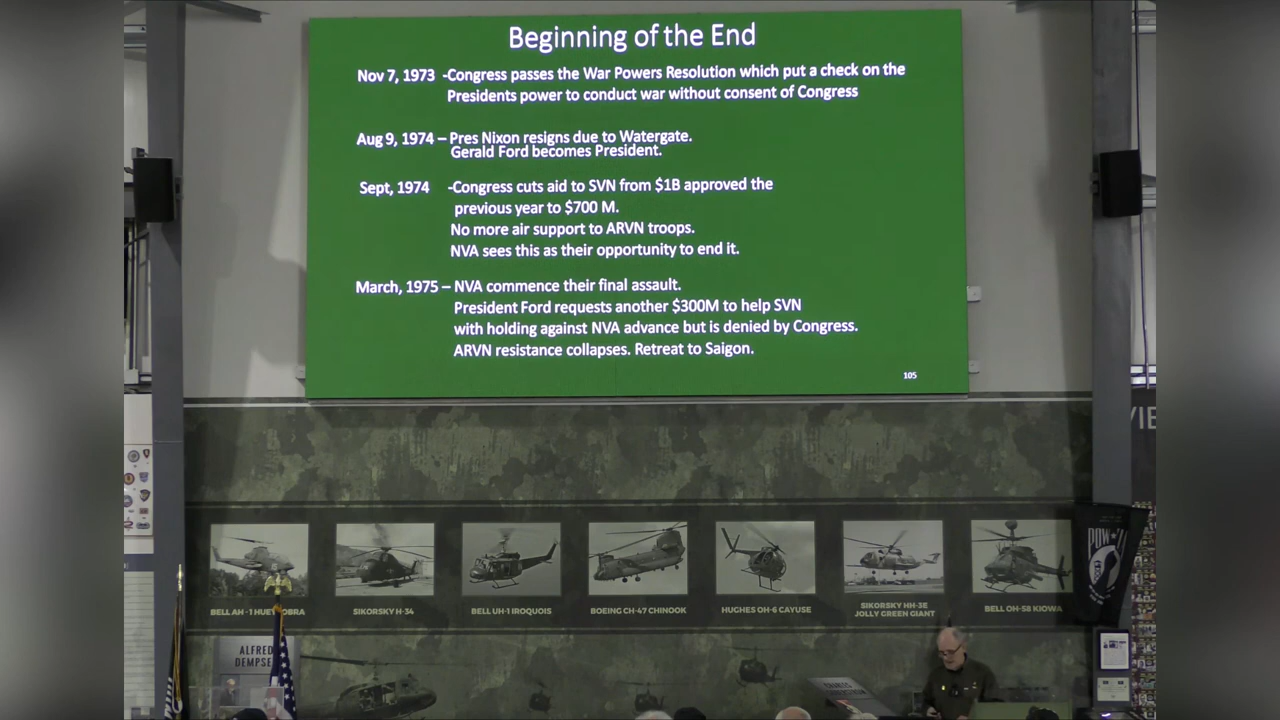 Beginning of the End
Nov 7, 1973 -Congress passes the War Powers Resolution which put a check on the
Presidents power to conduct war without consent of Congress
Aug 9, 1974 – Pres Nixon resigns due to Watergate.
Gerald Ford becomes President.
Sept, 1974 -Congress cuts aid to SVN from $1B approved the
previous year to $700 M.
No more air support to ARVN troops.
NVA sees this as their opportunity to end it.
March, 1975 – NVA commence their final assault.
President Ford requests another $300M to help SVN
with holding against NVA advance but is denied by Congress.
ARVN resistance collapses. Retreat to Saigon.
105
VIE
POW
BELL AH-1 HUEY COBRA
SIKORSKY H-34
BELL UH-1 IROQUOIS
BOEING CH-47 CHINOOK
HUGHES OH-6 CAYUSE
SIKORSKY HH-3E
JOLLY GREEN GIANT
BELL OH-58 KIOWA
ALFRED
DEMPSE